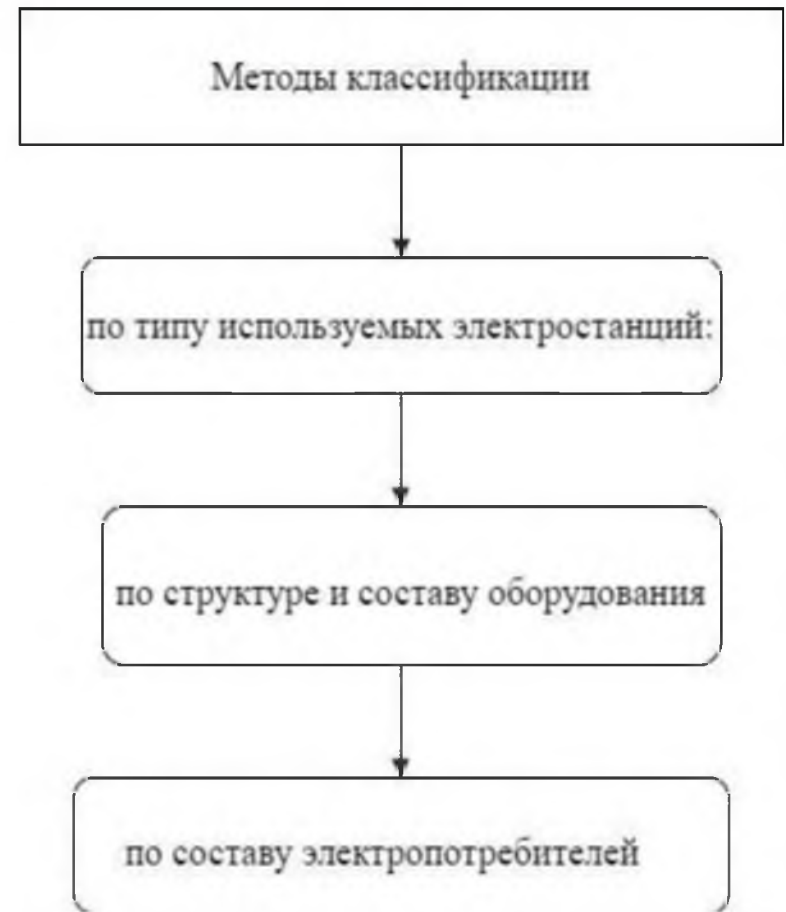 Методы классификации
по типу используемых электростанций:
по структуре и составу оборудования
по составу электропотребителей